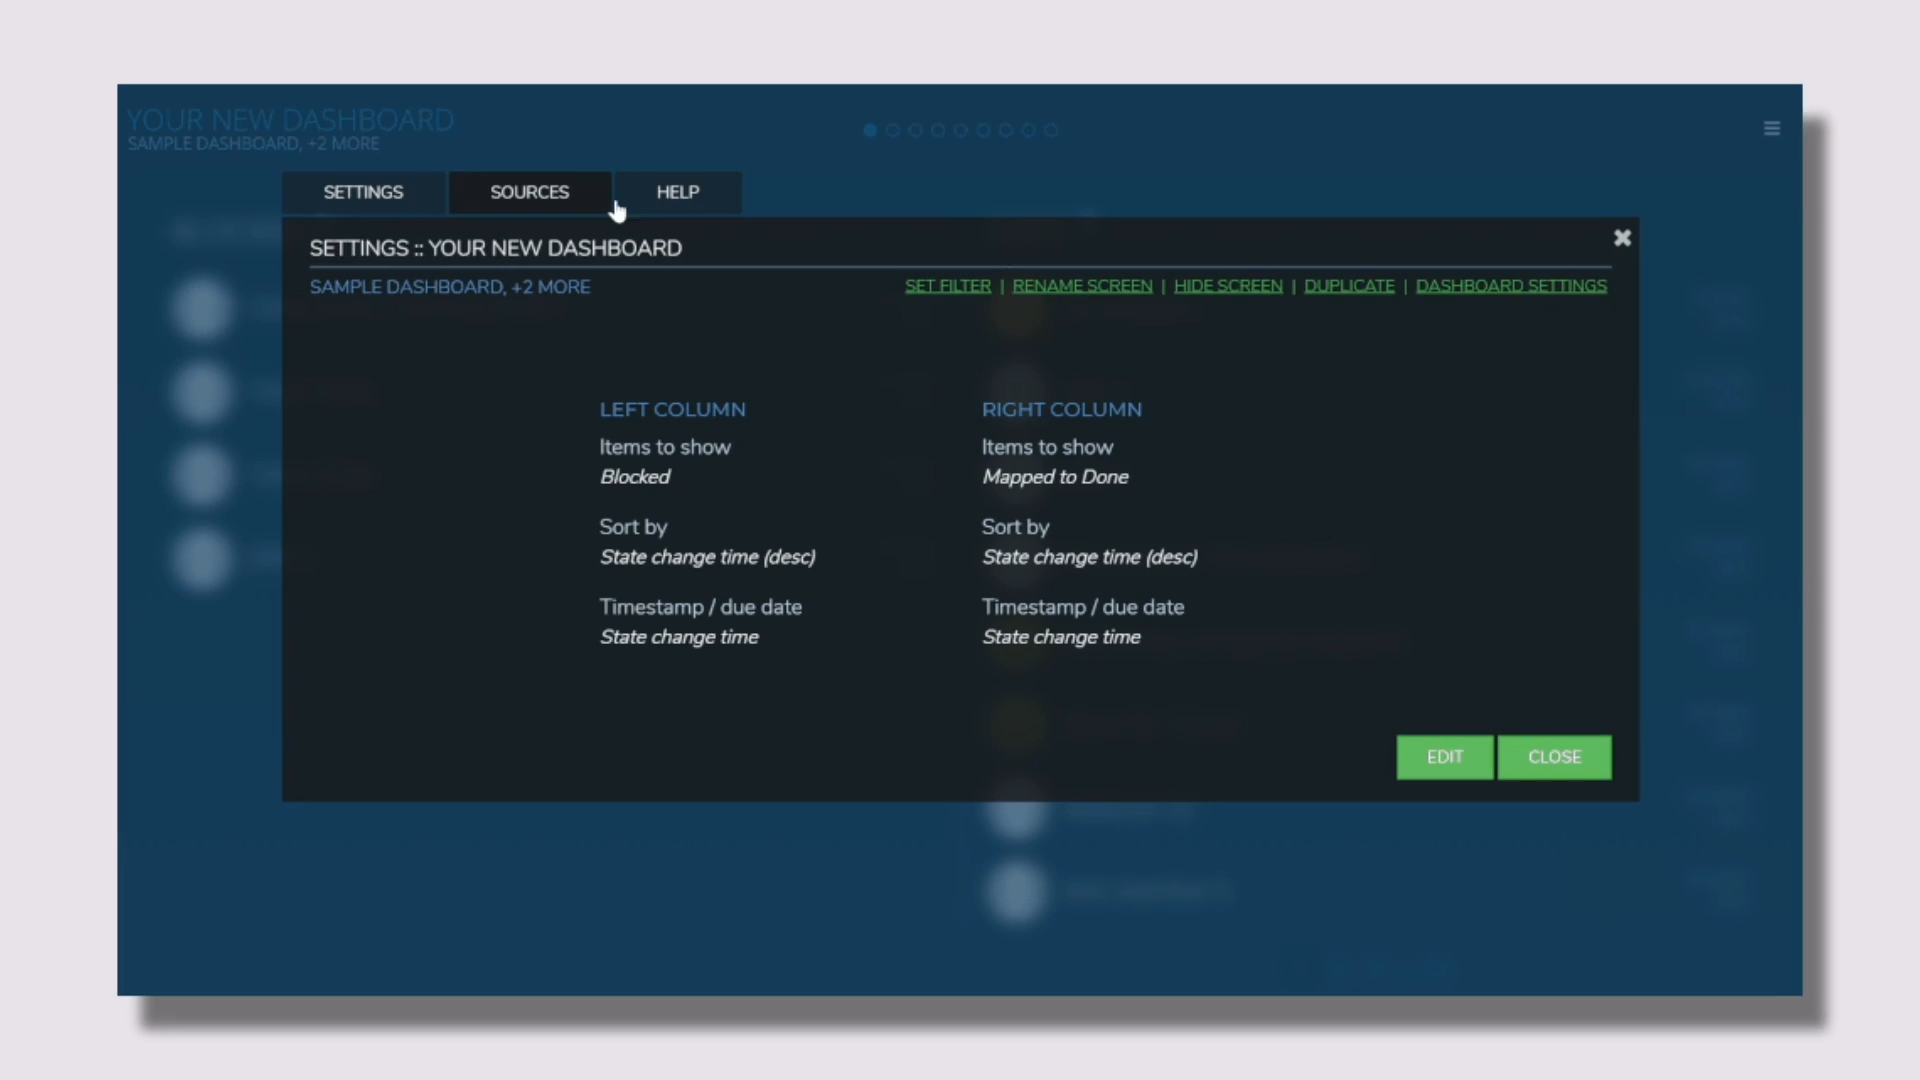 YOUR NEW DASHBOARD
SAMPLE DASHBOARD, +2 MORE
SETTINGS
SOURCES
HELP
SETTINGS :: YOUR NEW DASHBOARD
SAMPLE DASHBOARD, +2 MORE
SET FILTER | RENAME SCREEN | HIDE SCREEN | DUPLICATE | DASHBOARD SETTINGS
LEFT COLUMN
Items to show
Blocked
Sort by
State change time (desc)
Timestamp / due date
State change time
RIGHT COLUMN
Items to show
Mapped to Done
Sort by
State change time (desc)
Timestamp / due date
State change time
EDIT
CLOSE